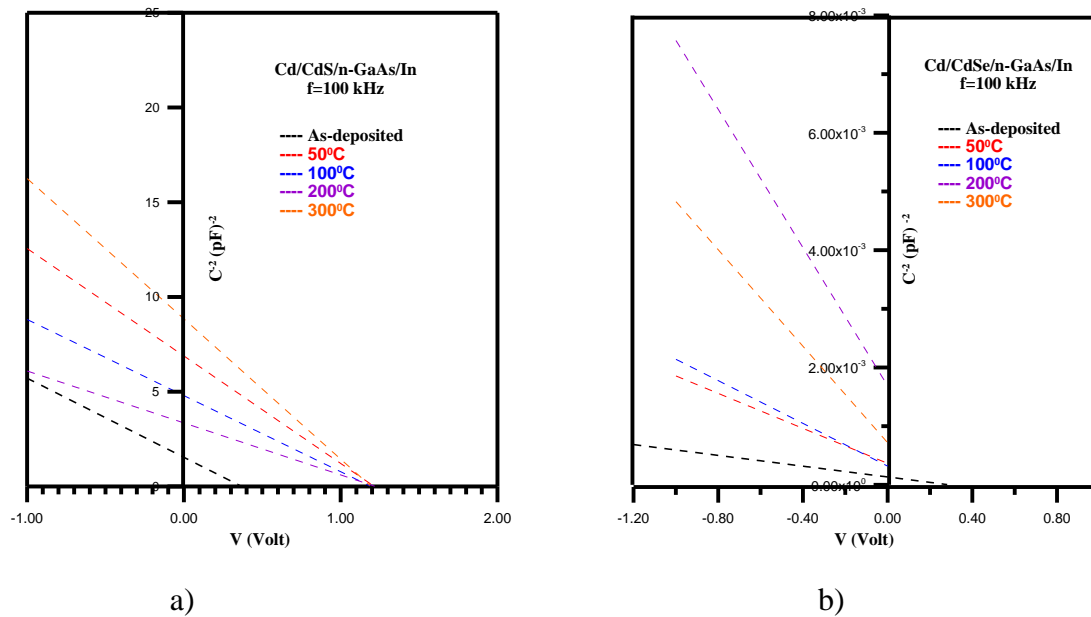 25
20
15
10
5
0
-1.00
0.00
1.00
2.00
V (Volt)
C⁻² (pF)⁻²
Cd/CdS/n-GaAs/In
f=100 kHz
As-deposited
50⁰C
100⁰C
200⁰C
300⁰C
a)
8.00x10⁻³
6.00x10⁻³
4.00x10⁻³
2.00x10⁻³
0.00x10⁰
-1.20
-0.80
-0.40
0.00
0.40
0.80
V (Volt)
C⁻² (pF) ⁻²
Cd/CdSe/n-GaAs/In
f=100 kHz
As-deposited
50⁰C
100⁰C
200⁰C
300⁰C
b)